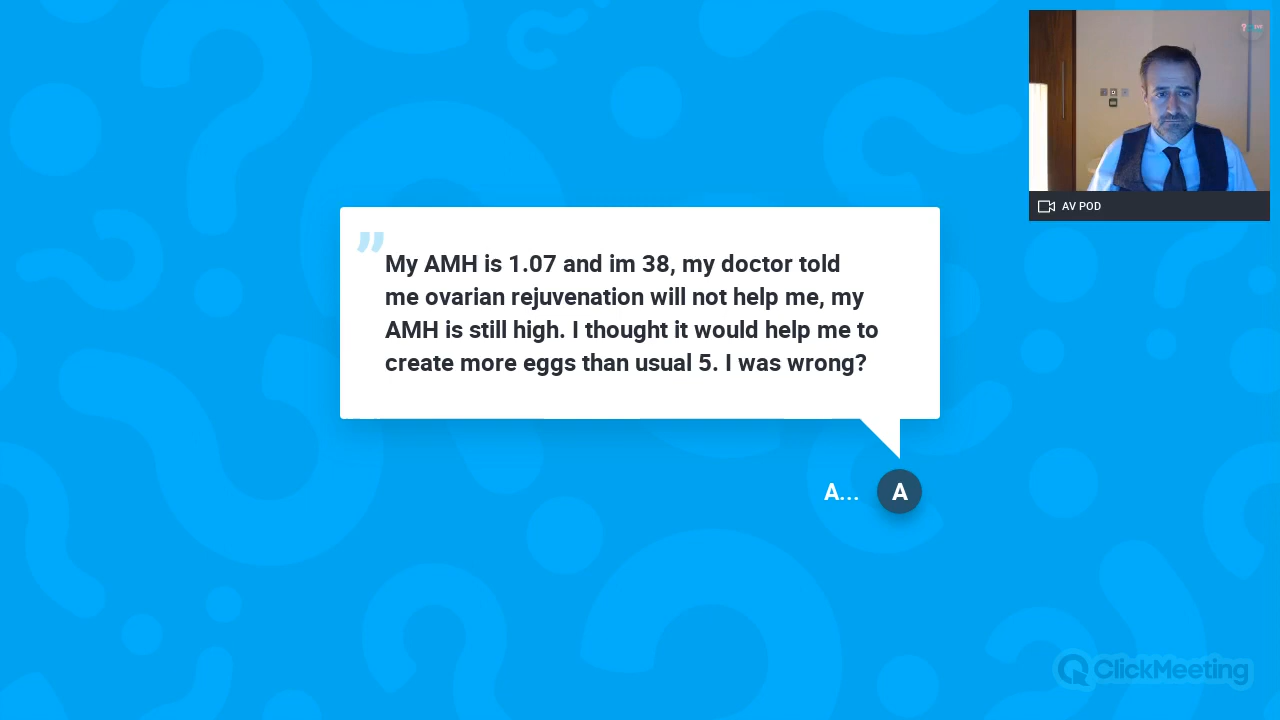 AV POD
”
My AMH is 1.07 and im 38, my doctor told
me ovarian rejuvenation will not help me, my
AMH is still high. I thought it would help me to
create more eggs than usual 5. I was wrong?
A...
A
ClickMeeting